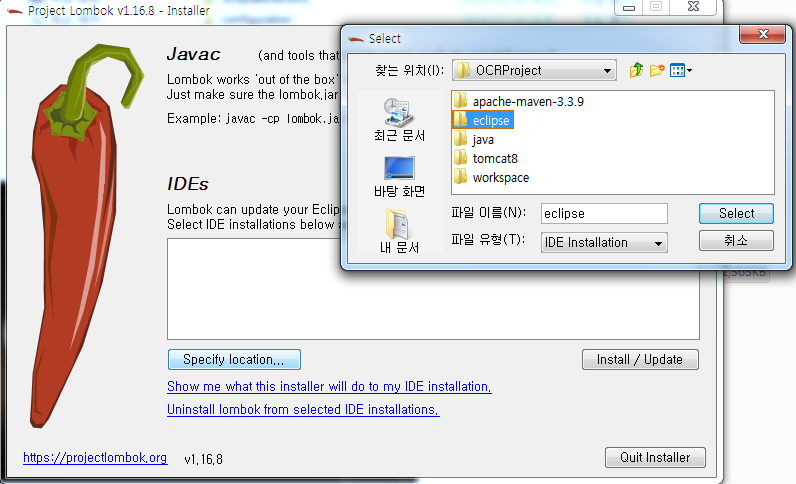 Project Lombok v1.16.8 - Installer
Javac (and tools that
Lombok works 'out of the box'
Just make sure the lombok.jar
Example: javac -cp lombok.ja
IDEs
Lombok can update your Eclip
Select IDE installations below
Specify location...
Install / Update
Show me what this installer will do to my IDE installation.
Uninstall lombok from selected IDE installations.
https://projectlombok.org v1.16.8
Quit Installer
Select
찾는 위치(I): OCRProject
최근 문서
바탕 화면
내 문서
apache-maven-3.3.9
eclipse
java
tomcat8
workspace
파일 이름(N): eclipse
Select
파일 유형(T): IDE Installation
취소